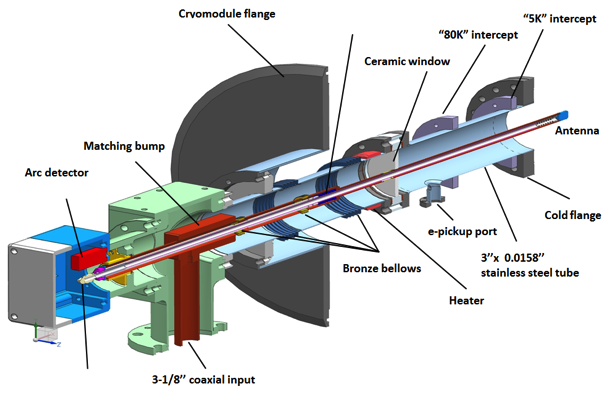 Cryomodule flange
“5K” intercept
“80K” intercept
Ceramic window
Matching bump
Antenna
Arc detector
Cold flange
e-pickup port
3’’x 0.0158’’
stainless steel tube
Bronze bellows
Heater
3-1/8’’ coaxial input
Z